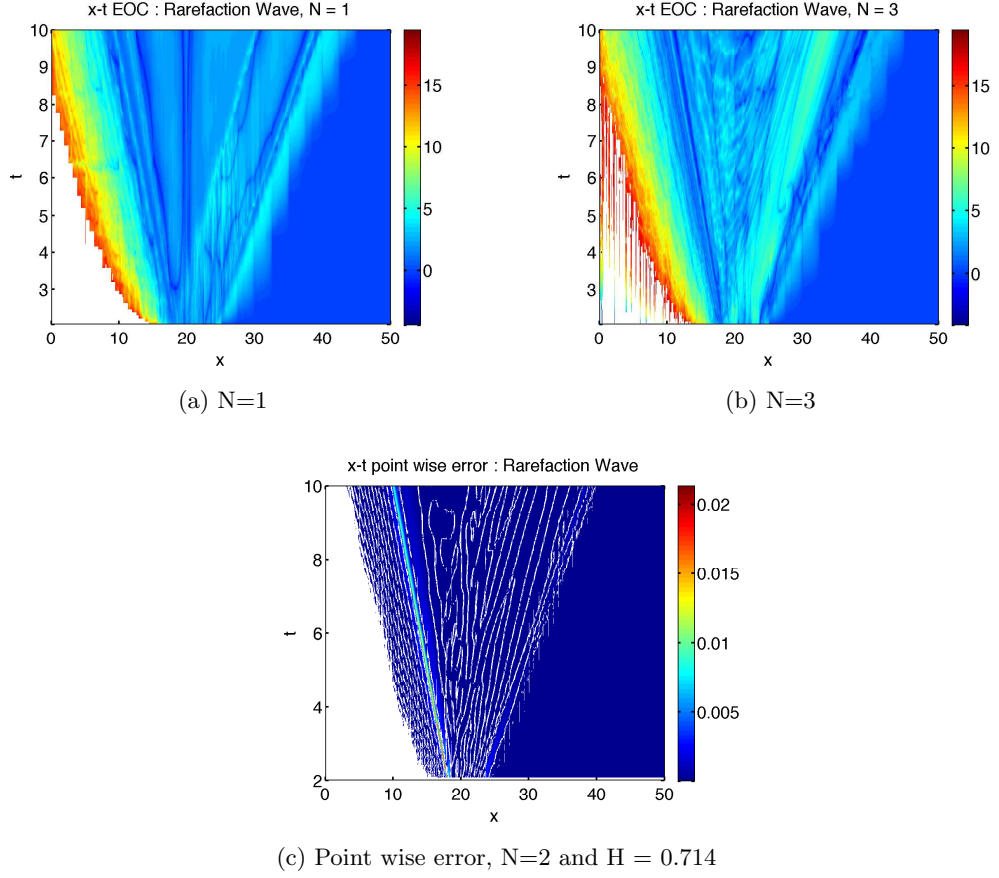 x-t EOC : Rarefaction Wave, N = 1
10
9
8
7
6
5
4
3
t
0 10 20 30 40 50
x
15
10
5
0
(a) N=1
x-t EOC : Rarefaction Wave, N = 3
10
9
8
7
6
5
4
3
t
0 10 20 30 40 50
x
15
10
5
0
(b) N=3
x-t point wise error : Rarefaction Wave
10
8
6
4
2
t
0 10 20 30 40 50
x
0.02
0.015
0.01
0.005
(c) Point wise error, N=2 and H = 0.714